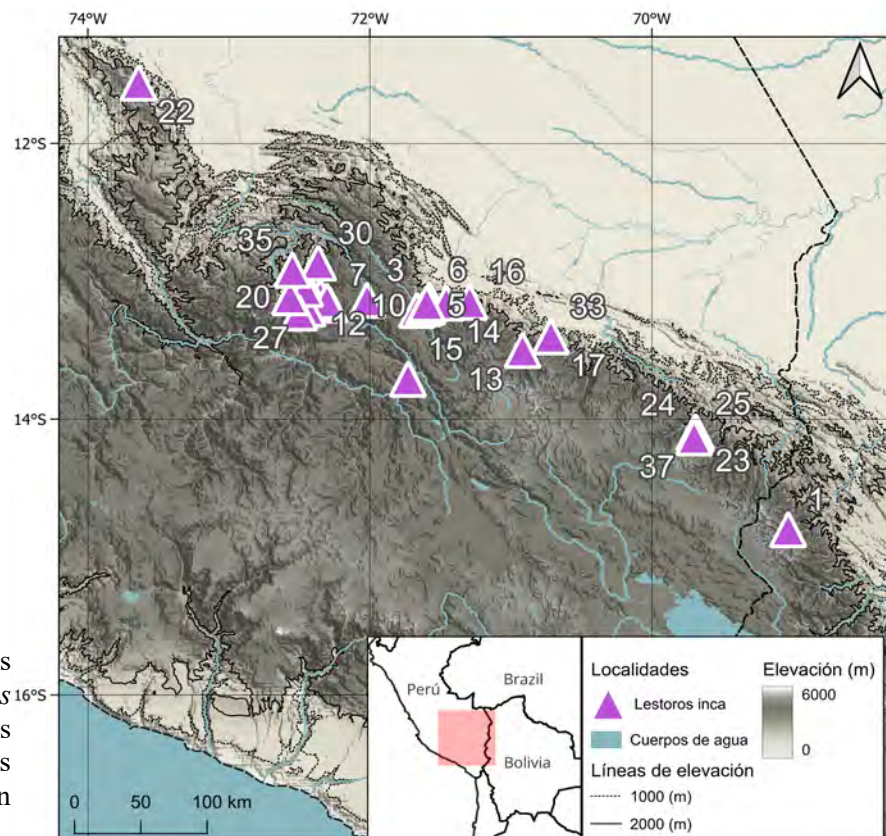 74°W 72°W 70°W
22
12°S
35 30
7 3 6 16
20 10 5 33
27 12 14
15 13 17
14°S
24 25
37 23
1
s
s
s
s
n
16°S
0 50 100 km
Perú Brazil
Bolivia
Localidades
Lestoros inca
Cuerpos de agua
Líneas de elevación
1000 (m)
2000 (m)
Elevación (m)
6000
0